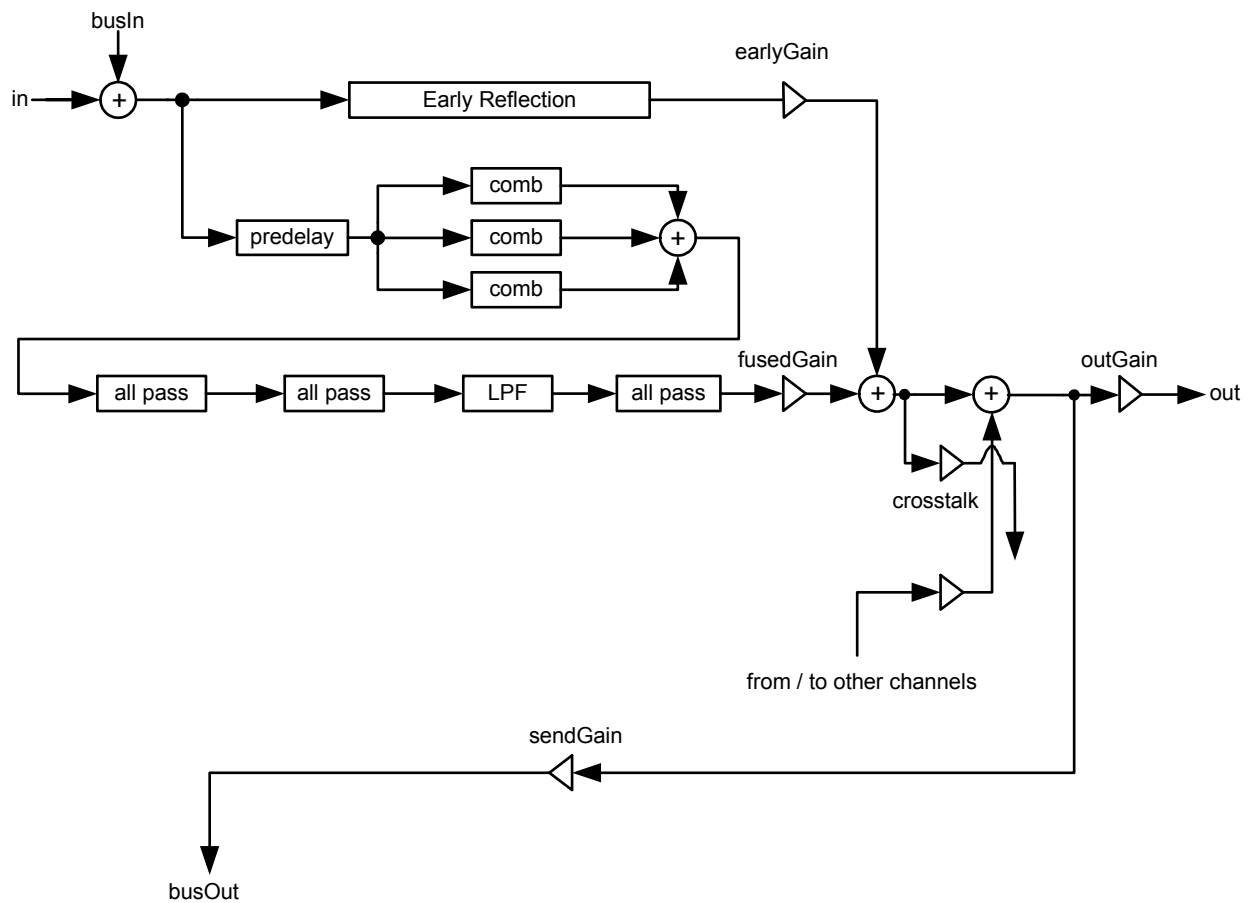 busIn
earlyGain
in
+
Early Reflection
comb
predelay
comb
+
comb
fusedGain
outGain
all pass
all pass
LPF
all pass
+
+
out
crosstalk
from / to other channels
sendGain
busOut